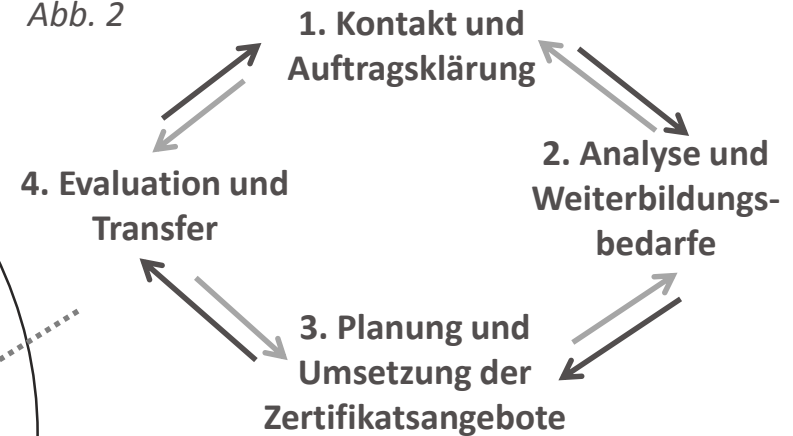 Abb. 2
1. Kontakt und
Auftragsklärung
2. Analyse und
Weiterbildungs-
bedarfe
3. Planung und
Umsetzung der
Zertifikatsangebote
4. Evaluation und
Transfer